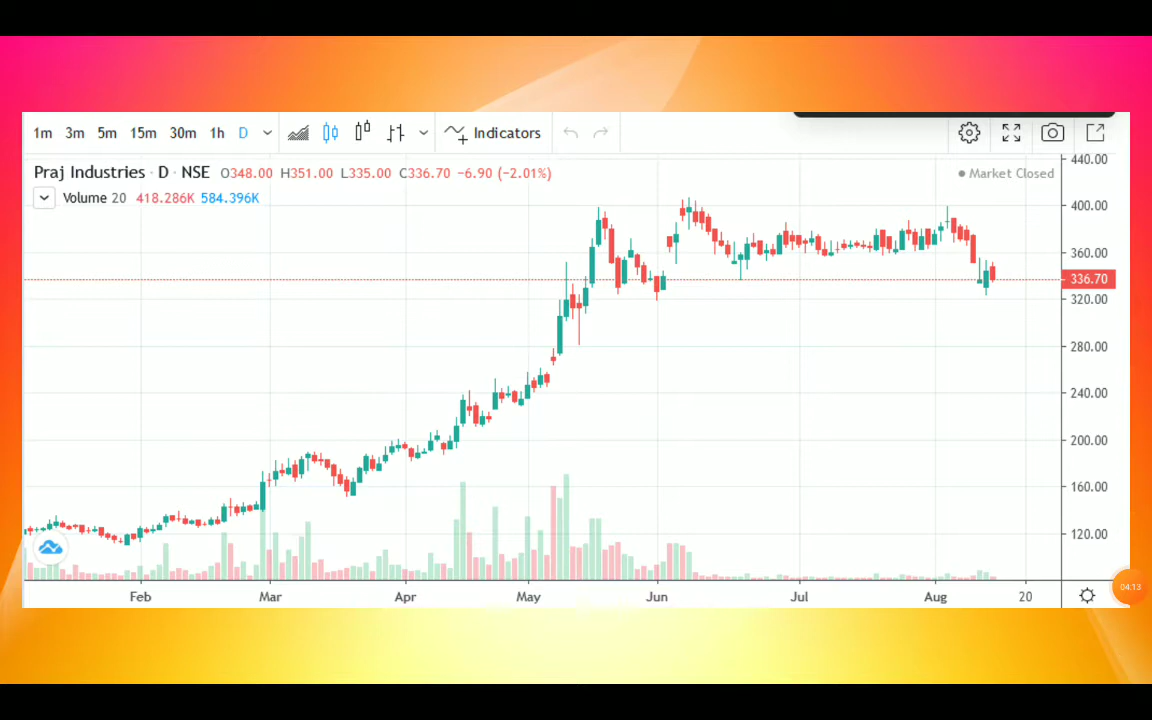 1m 3m 5m 15m 30m 1h D Indicators
Praj Industries · D · NSE O348.00 H351.00 L335.00 C336.70 -6.90 (-2.01%)
Market Closed
Volume 20 418.286K 584.396K
440.00
400.00
360.00
336.70
320.00
280.00
240.00
200.00
160.00
120.00
04:13
Feb Mar Apr May Jun Jul Aug 20